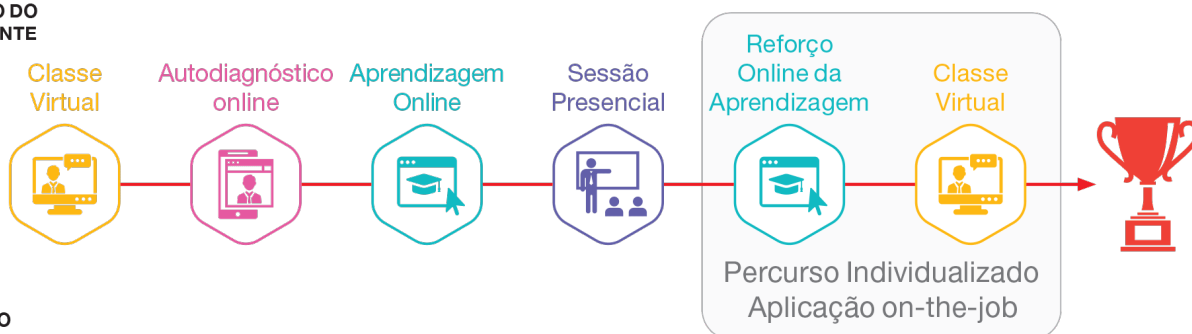 O DO
NTE
Classe
Virtual
Autodiagnóstico
online
Aprendizagem
Online
Sessão
Presencial
Reforço
Online da
Aprendizagem
Classe
Virtual
Percurso Individualizado
Aplicação on-the-job
O